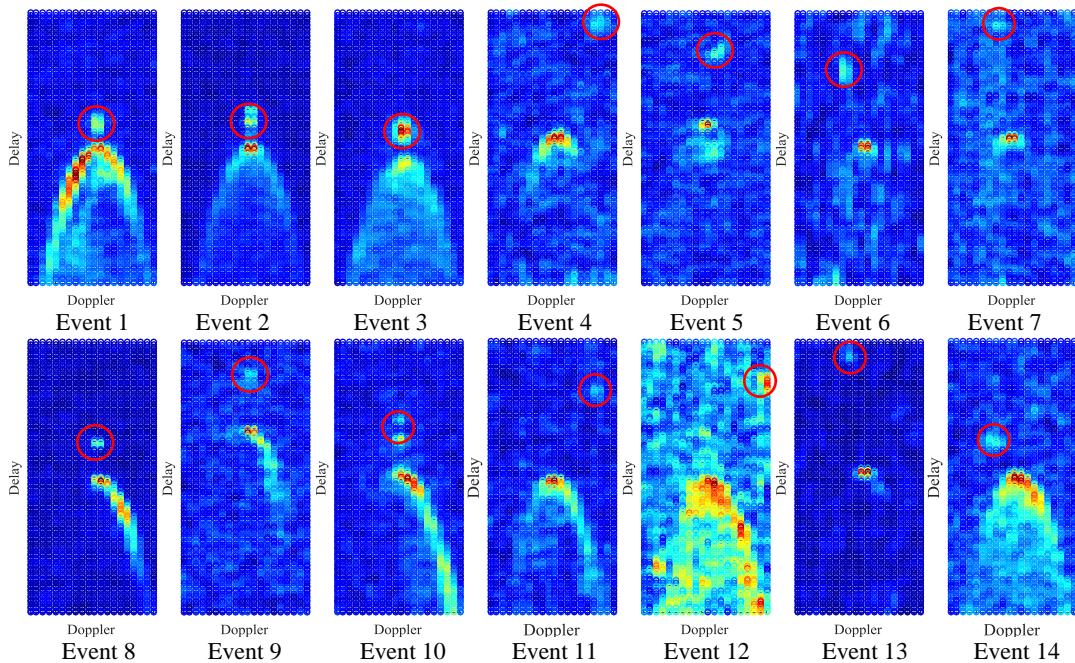 Delay Delay Delay Delay Delay Delay Delay
Doppler Doppler Doppler Doppler Doppler Doppler Doppler
Event 1 Event 2 Event 3 Event 4 Event 5 Event 6 Event 7
Delay Delay Delay Delay Delay Delay Delay
Doppler Doppler Doppler Doppler Doppler Doppler Doppler
Event 8 Event 9 Event 10 Event 11 Event 12 Event 13 Event 14